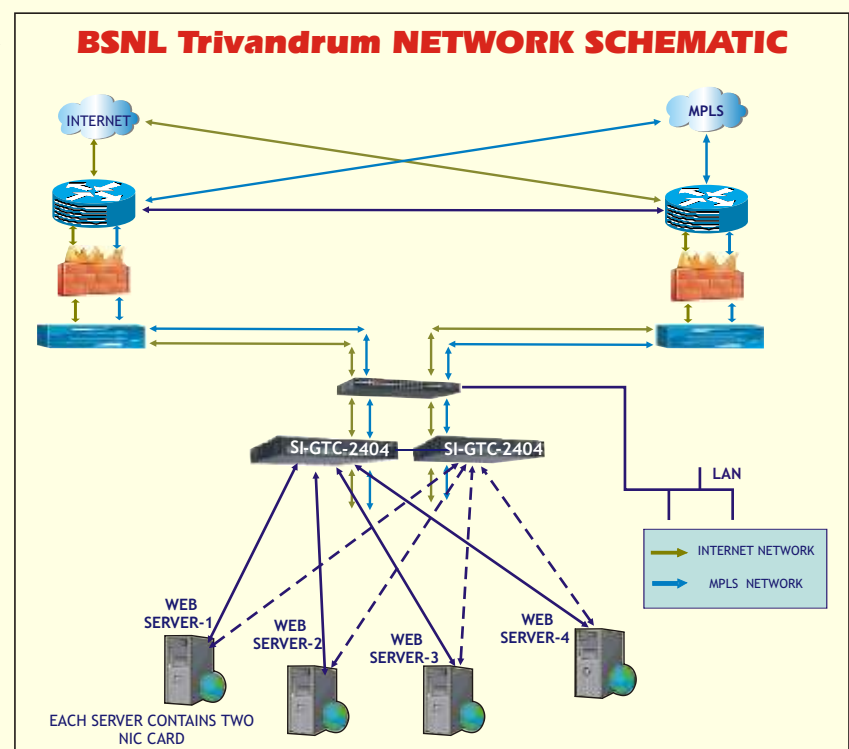 BSNL Trivandrum NETWORK SCHEMATIC
INTERNET
MPLS
SI-GTC-2404
SI-GTC-2404
LAN
INTERNET NETWORK
MPLS NETWORK
WEB
SERVER-1
WEB
SERVER-2
WEB
SERVER-3
WEB
SERVER-4
EACH SERVER CONTAINS TWO
NIC CARD